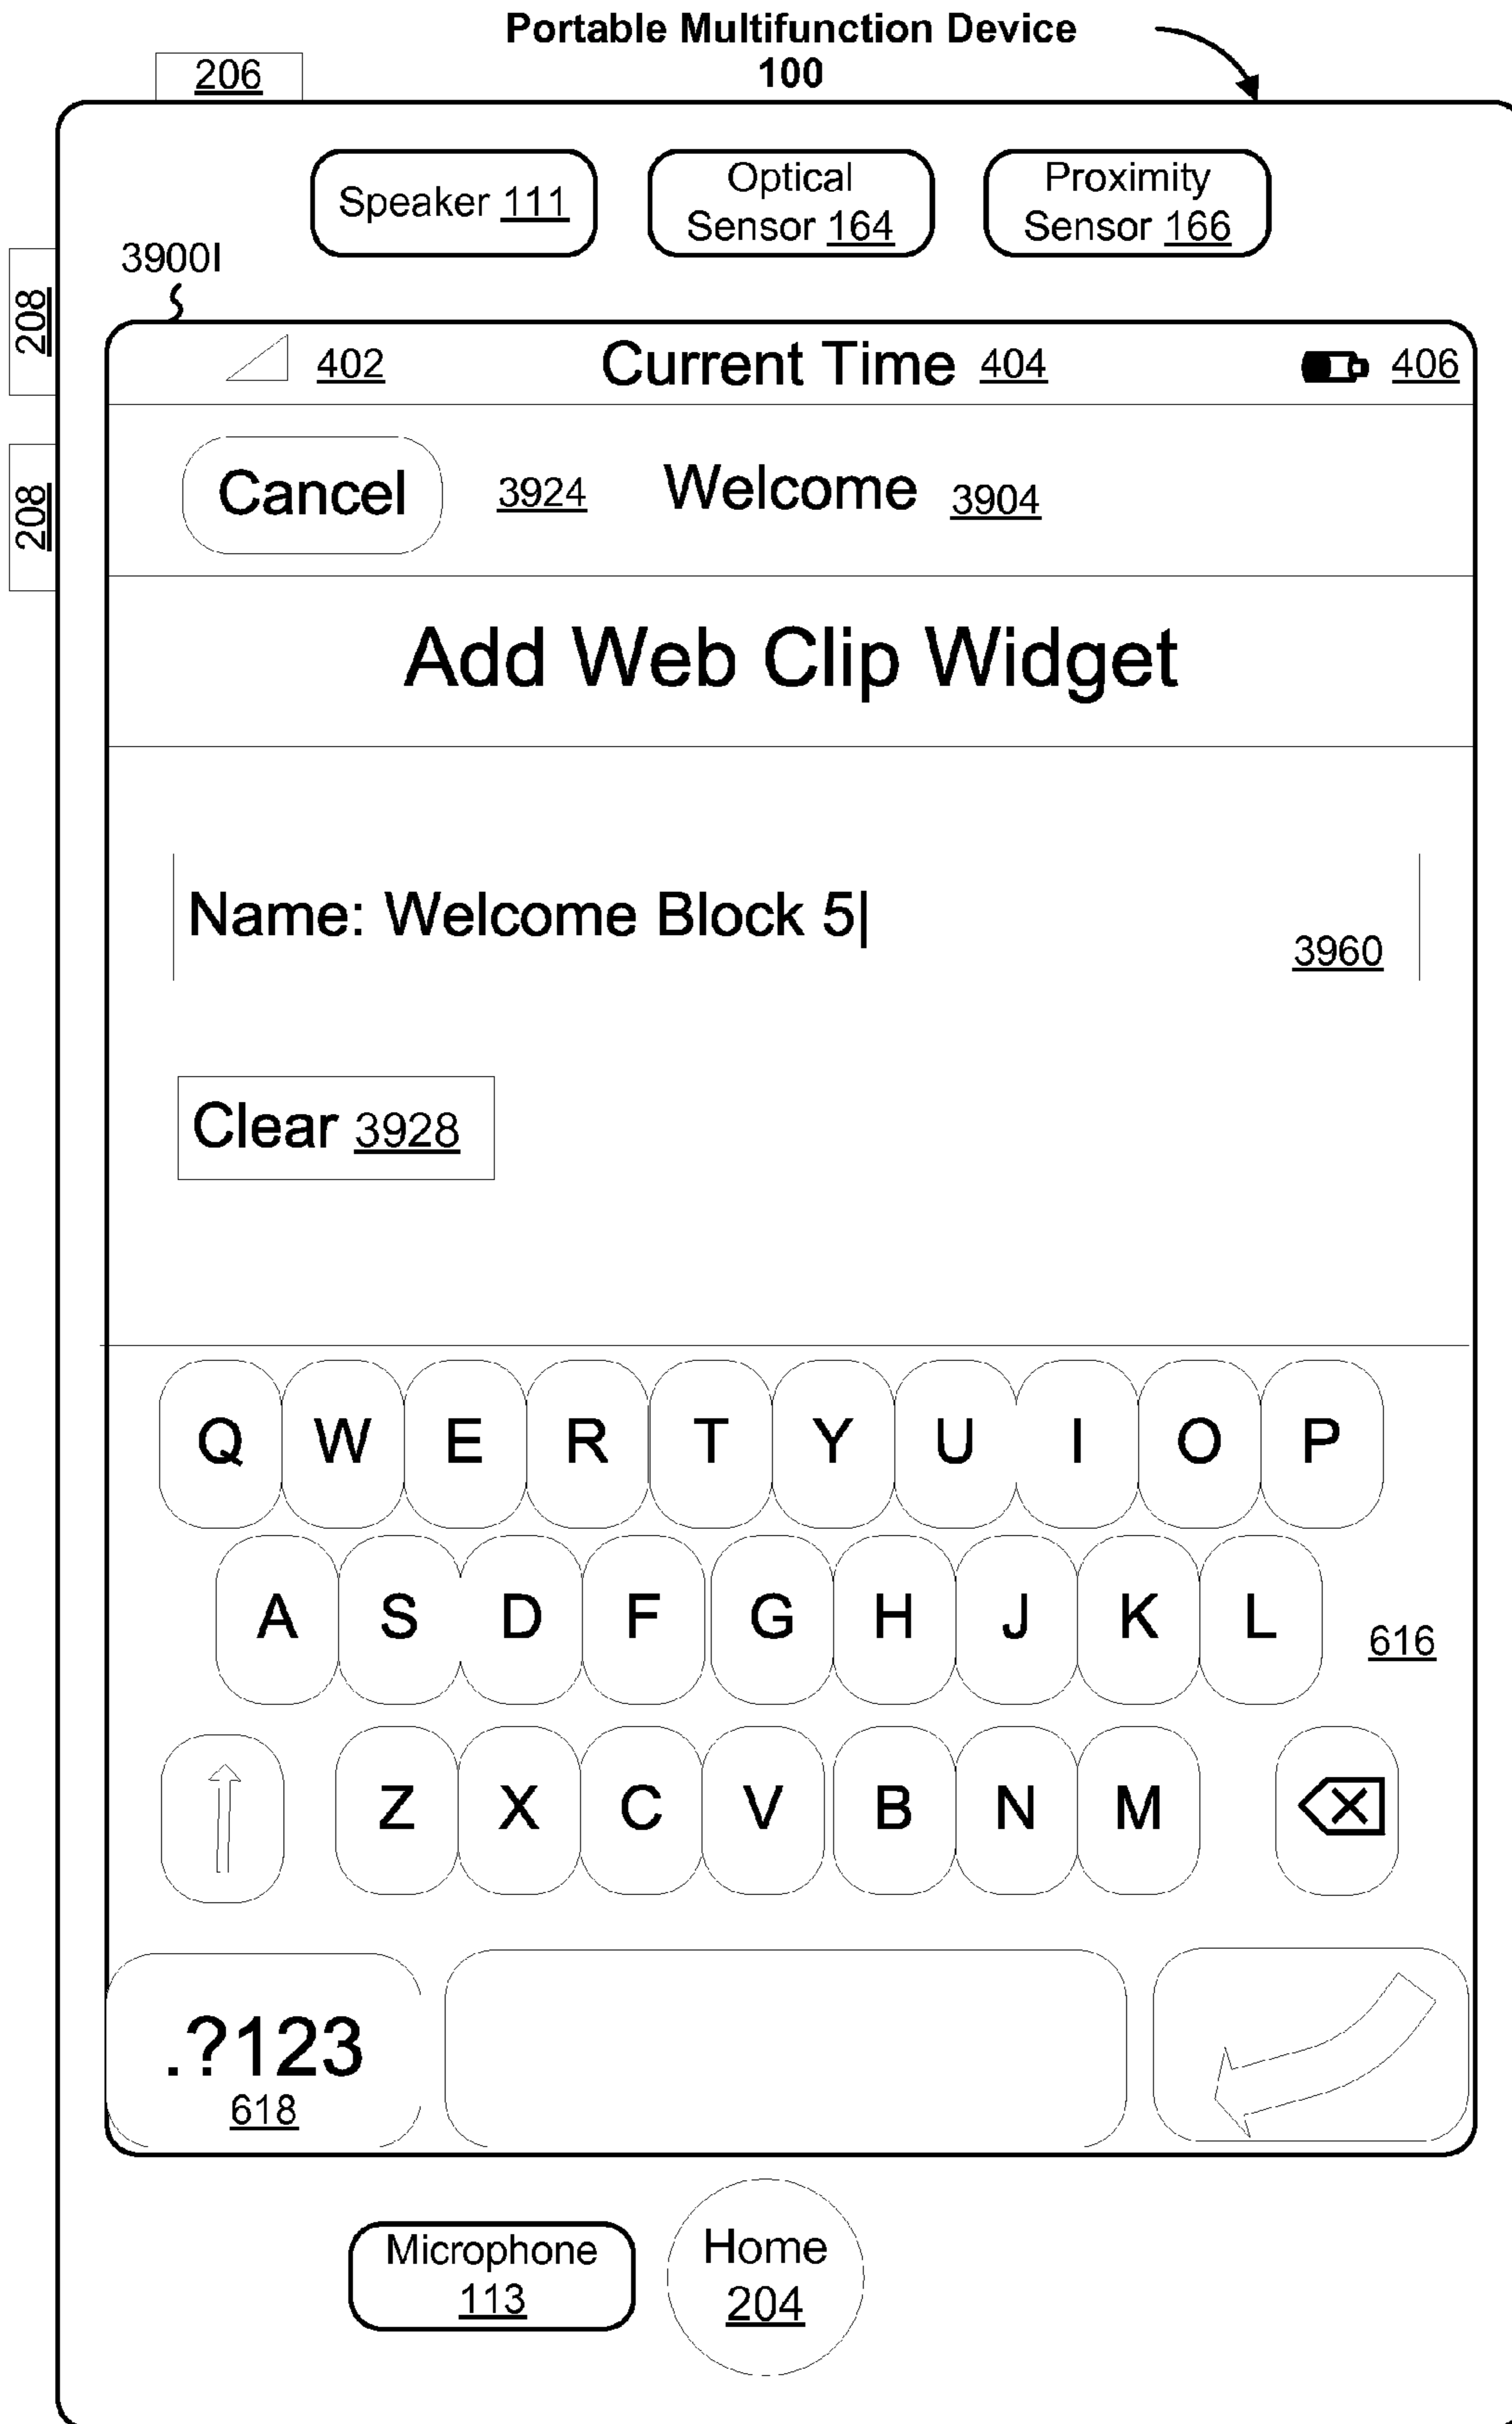 Portable Multifunction Device
100
206
Speaker 111
Optical
Sensor 164
Proximity
Sensor 166
208
208
3900I
402 Current Time 404 406
Cancel 3924 Welcome 3904
Add Web Clip Widget
Name: Welcome Block 5|
3960
Clear 3928
Q W E R T Y U I O P
A S D F G H J K L
616
Z X C V B N M
.?123
618
Microphone
113
Home
204